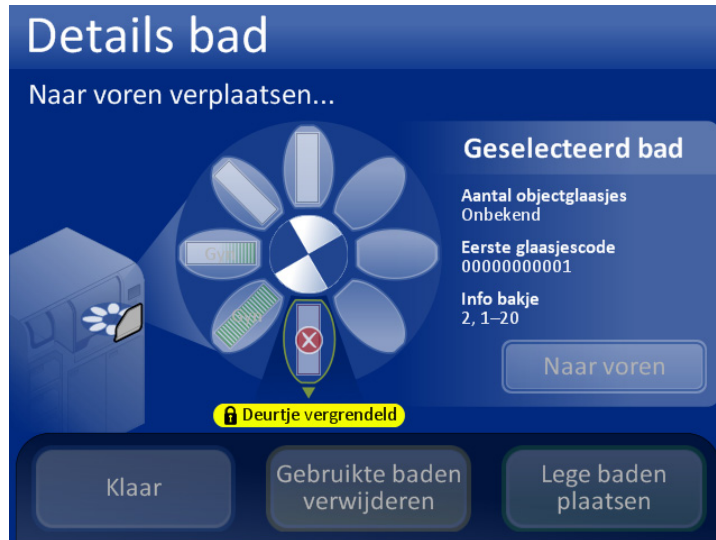 Details bad
Naar voren verplaatsen...
Geselecteerd bad
Aantal objectglaasjes
Onbekend
Eerste glaasjescode
00000000001
Info bakje
2, 1–20
Naar voren
Deurtje vergrendeld
Klaar
Gebruikte baden
verwijderen
Lege baden
plaatsen